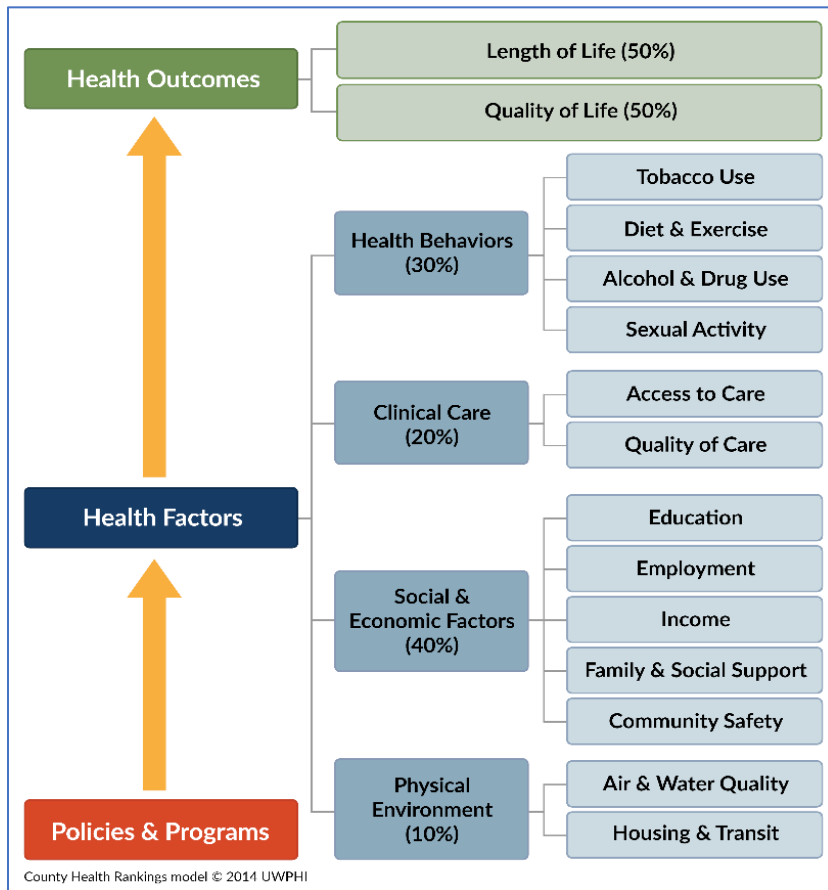 Health Outcomes
Length of Life (50%)
Quality of Life (50%)
Health Factors
Health Behaviors
(30%)
Tobacco Use
Diet & Exercise
Alcohol & Drug Use
Sexual Activity
Clinical Care
(20%)
Access to Care
Quality of Care
Social &
Economic Factors
(40%)
Education
Employment
Income
Family & Social Support
Community Safety
Physical
Environment
(10%)
Air & Water Quality
Housing & Transit
Policies & Programs
County Health Rankings model © 2014 UWPHI